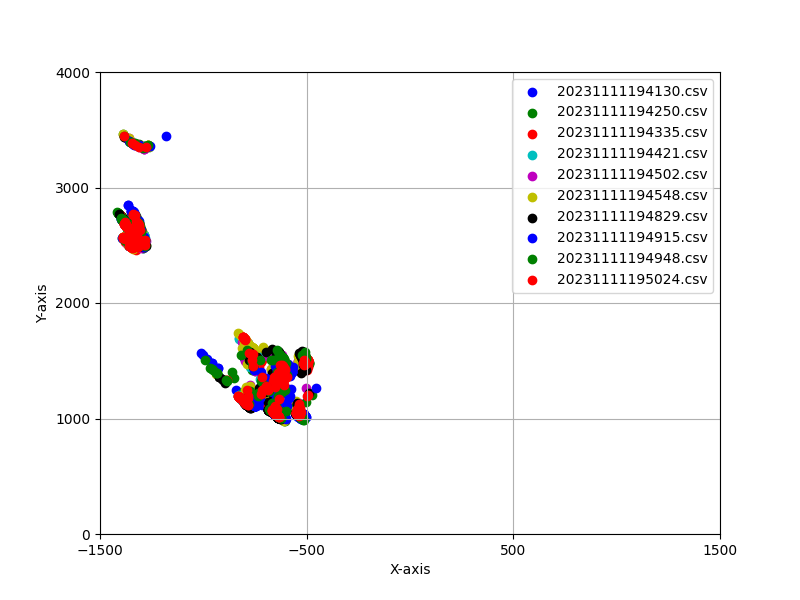 4000
3000
2000
1000
0
Y-axis
−1500
−500
500
1500
X-axis
20231111194130.csv
20231111194250.csv
20231111194335.csv
20231111194421.csv
20231111194502.csv
20231111194548.csv
20231111194829.csv
20231111194915.csv
20231111194948.csv
20231111195024.csv